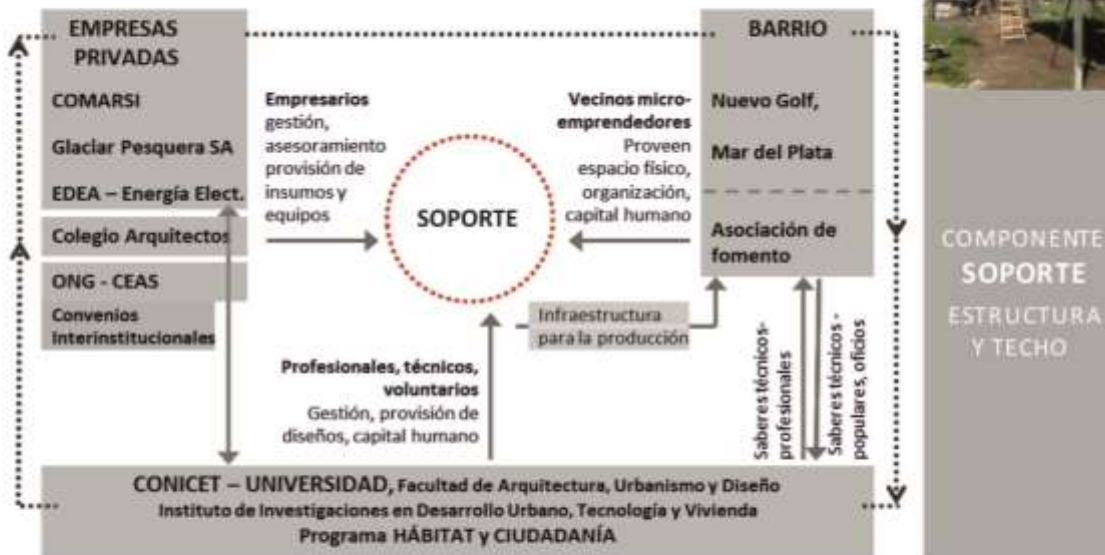 EMPRESAS
PRIVADAS
COMARSI
Glaciar Pesquera SA
EDEA – Energía Elect.
Colegio Arquitectos
ONG - CEAS
Convenios
Interinstitucionales
Empresarios
gestión,
asesoramiento
provisión de
insumos y
equipos
SOPORTE
Vecinos micro-
emprendedores
Proveen
espacio físico,
organización,
capital humano
BARRIO
Nuevo Golf,
Mar del Plata
Asociación de
fomento
Infraestructura
para la producción
Profesionales, técnicos,
voluntarios
Gestión, provisión de
diseños, capital humano
Saberes técnicos-
profesionales
Saberes técnicos -
populares, oficios
CONICET – UNIVERSIDAD, Facultad de Arquitectura, Urbanismo y Diseño
Instituto de Investigaciones en Desarrollo Urbano, Tecnología y Vivienda
Programa HÁBITAT y CIUDADANÍA
COMPONENTE
SOPORTE
ESTRUCTURA
Y TECHO